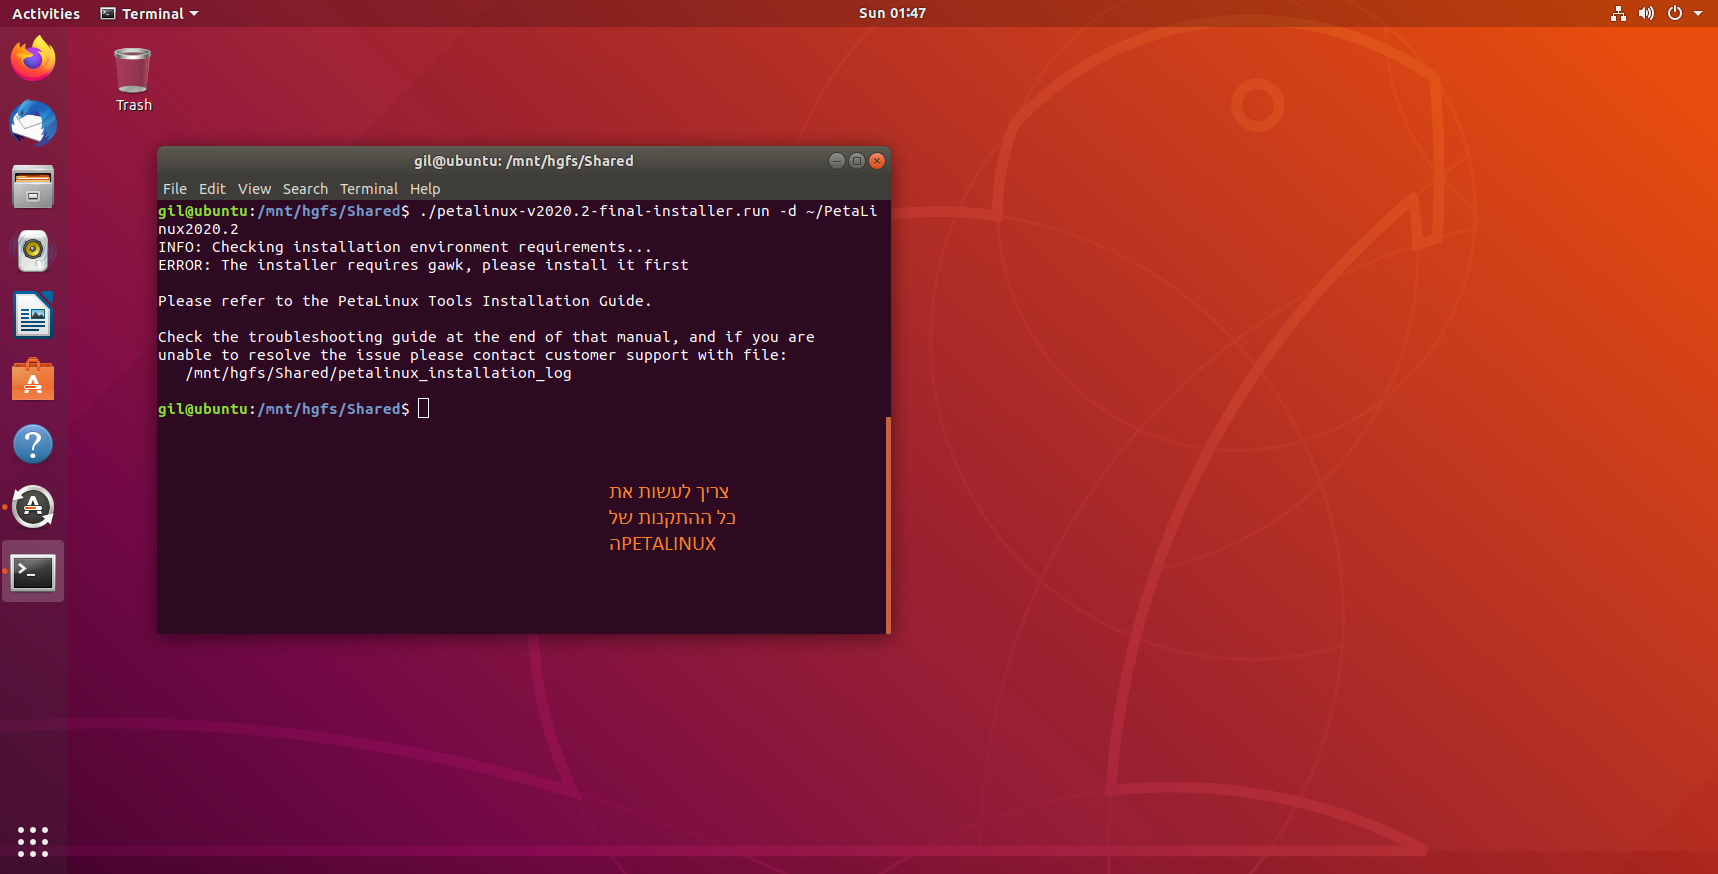 Activities
Terminal
Sun 01:47
Trash
gil@ubuntu: /mnt/hgfs/Shared
File Edit View Search Terminal Help
gil@ubuntu:/mnt/hgfs/Shared$ ./petalinux-v2020.2-final-installer.run -d ~/PetaLi
nux2020.2
INFO: Checking installation environment requirements...
ERROR: The installer requires gawk, please install it first
Please refer to the PetaLinux Tools Installation Guide.
Check the troubleshooting guide at the end of that manual, and if you are
unable to resolve the issue please contact customer support with file:
/mnt/hgfs/Shared/petalinux_installation_log
gil@ubuntu:/mnt/hgfs/Shared$
צריך לעשות את
כל ההתקנות של
הPETALINUX